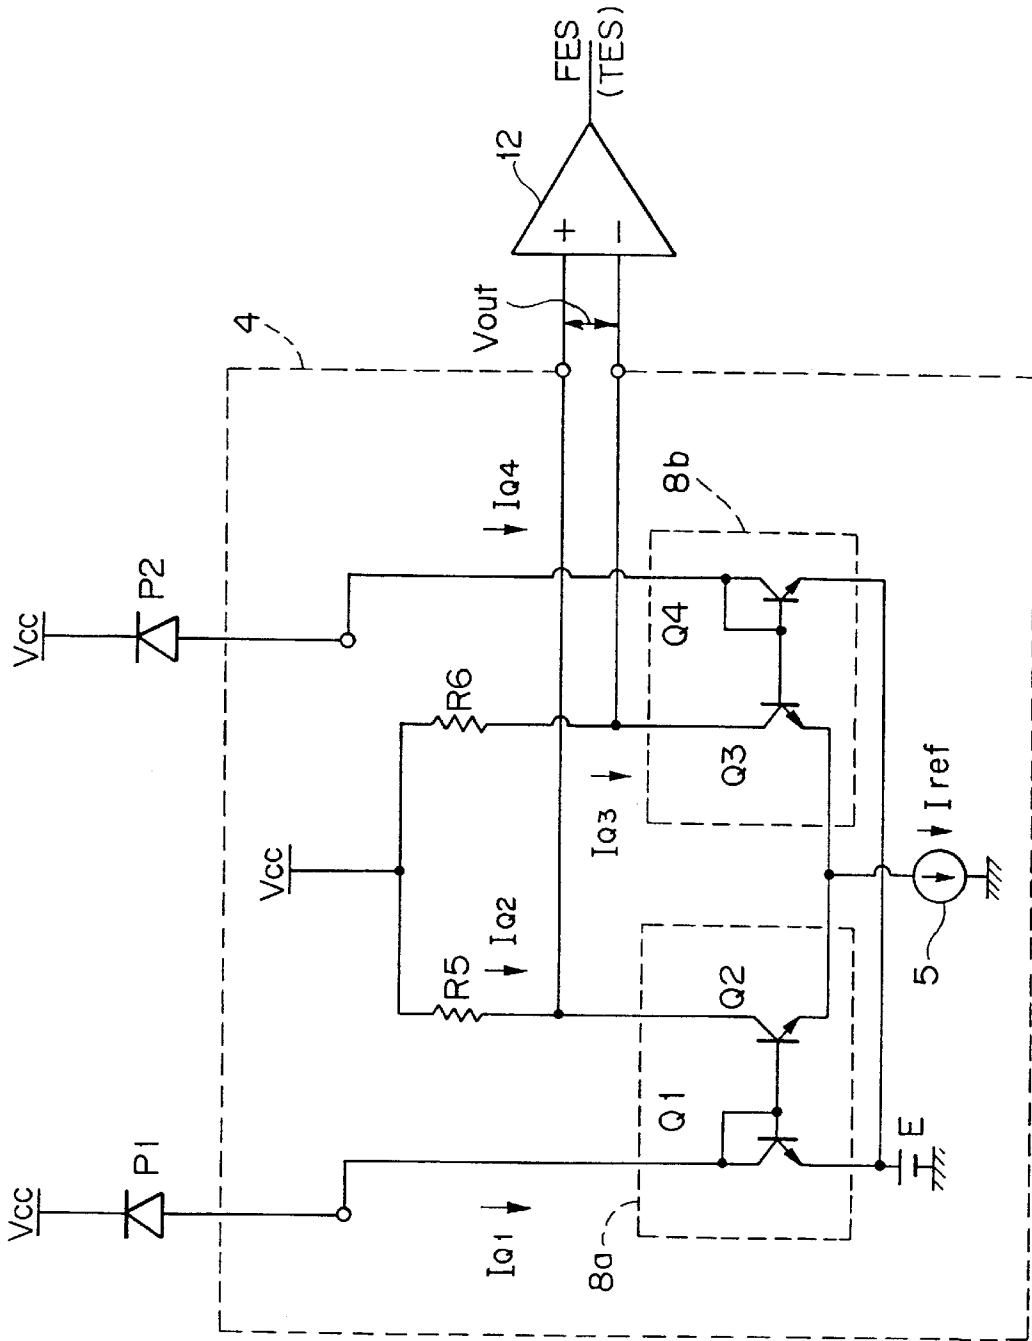 Vcc
P1
Vcc
Vcc
P2
4
R5
R6
IQ1
IQ2
IQ3
IQ4
Vout
12
+
−
FES
(TES)
8a
Q1
Q2
Q3
Q4
8b
E
5
Iref